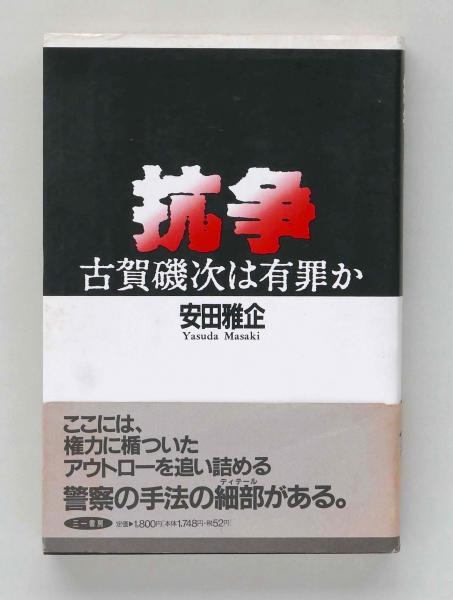 抗争
古賀磯次は有罪か
安田雅企
Yasuda Masaki
ここには、
権力に楯ついた
アウトローを追い�める
ディテール
警察の手法の細部がある。
三一書房 定価▶1,800円[本体1,748円・税52円]